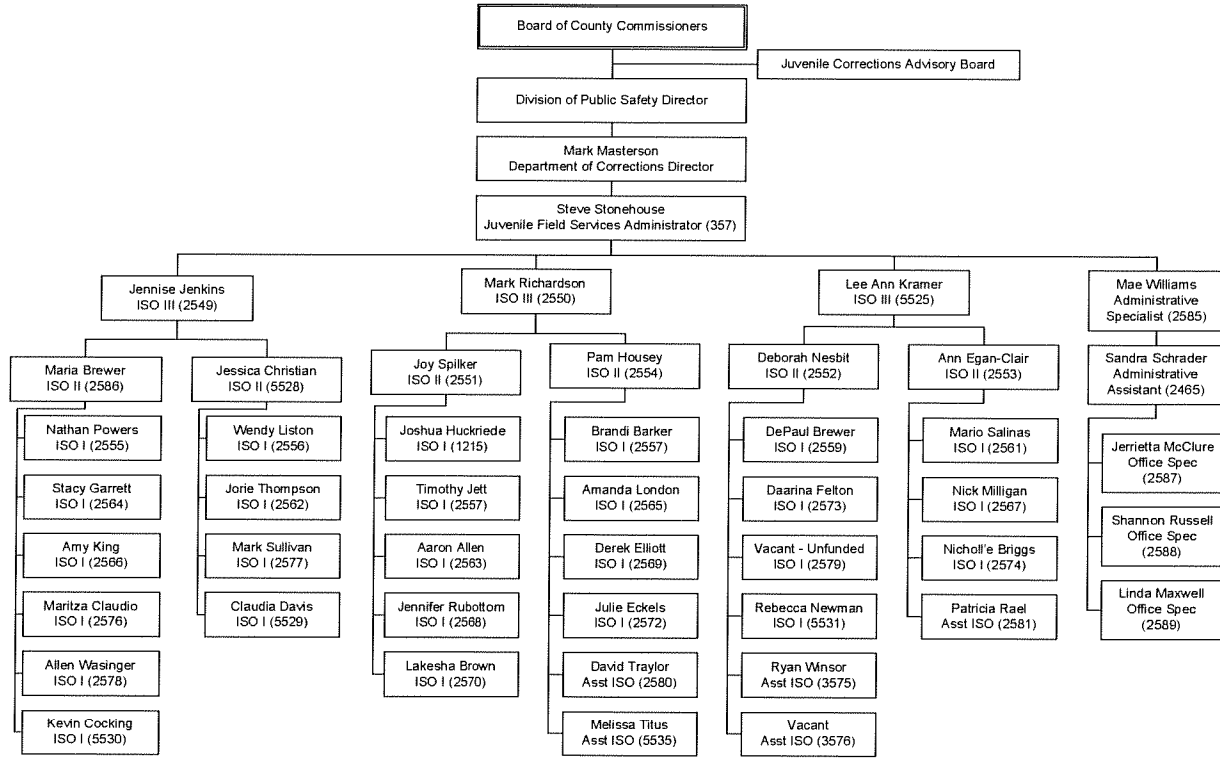 Board of County Commissioners
Juvenile Corrections Advisory Board
Division of Public Safety Director
Mark Masterson
Department of Corrections Director
Steve Stonehouse
Juvenile Field Services Administrator (357)
Jennise Jenkins
ISO III (2549)
Mark Richardson
ISO III (2550)
Lee Ann Kramer
ISO III (5525)
Mae Williams
Administrative
Specialist (2585)
Maria Brewer
ISO II (2586)
Jessica Christian
ISO II (5528)
Joy Spilker
ISO II (2551)
Pam Housey
ISO II (2554)
Deborah Nesbit
ISO II (2552)
Ann Egan-Clair
ISO II (2553)
Sandra Schrader
Administrative
Assistant (2465)
Nathan Powers
ISO I (2555)
Stacy Garrett
ISO I (2564)
Amy King
ISO I (2566)
Maritza Claudio
ISO I (2576)
Allen Wasinger
ISO I (2578)
Kevin Cocking
ISO I (5530)
Wendy Liston
ISO I (2556)
Jorie Thompson
ISO I (2562)
Mark Sullivan
ISO I (2577)
Claudia Davis
ISO I (5529)
Joshua Huckriede
ISO I (1215)
Timothy Jett
ISO I (2557)
Aaron Allen
ISO I (2563)
Jennifer Rubottom
ISO I (2568)
Lakesha Brown
ISO I (2570)
Brandi Barker
ISO I (2557)
Amanda London
ISO I (2565)
Derek Elliott
ISO I (2569)
Julie Eckels
ISO I (2572)
David Traylor
Asst ISO (2580)
Melissa Titus
Asst ISO (5535)
DePaul Brewer
ISO I (2559)
Daarina Felton
ISO I (2573)
Vacant - Unfunded
ISO I (2579)
Rebecca Newman
ISO I (5531)
Ryan Winsor
Asst ISO (3575)
Vacant
Asst ISO (3576)
Mario Salinas
ISO I (2561)
Nick Milligan
ISO I (2567)
Nicholl'e Briggs
ISO I (2574)
Patricia Rael
Asst ISO (2581)
Jerrietta McClure
Office Spec
(2587)
Shannon Russell
Office Spec
(2588)
Linda Maxwell
Office Spec
(2589)